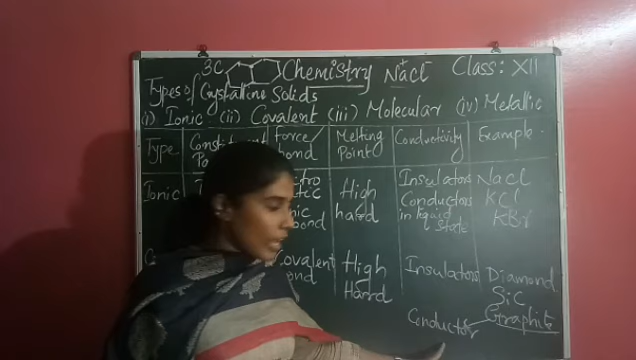 3C Chemistry NaCl Class: XII
Types of Crystalline Solids
(i) Ionic (ii) Covalent (iii) Molecular (iv) Metallic
Type Constituent Force/ Melting Conductivity Example
bond Point
Ionic High Insulators NaCl
hard Conductors KCl
bond in liquid state KBr
Covalent High Insulators Diamond
Hard SiC
Conductor Graphite